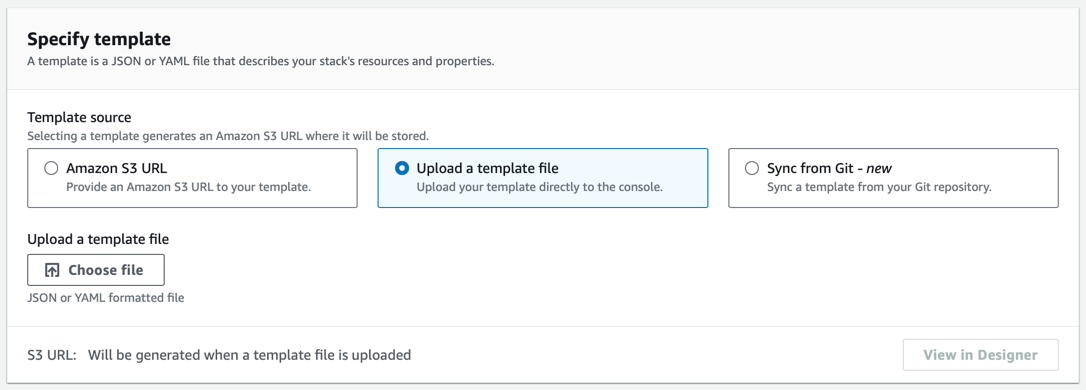 Specify template
A template is a JSON or YAML file that describes your stack's resources and properties.
Template source
Selecting a template generates an Amazon S3 URL where it will be stored.
Amazon S3 URL
Provide an Amazon S3 URL to your template.
Upload a template file
Upload your template directly to the console.
Sync from Git - new
Sync a template from your Git repository.
Upload a template file
Choose file
JSON or YAML formatted file
S3 URL: Will be generated when a template file is uploaded
View in Designer